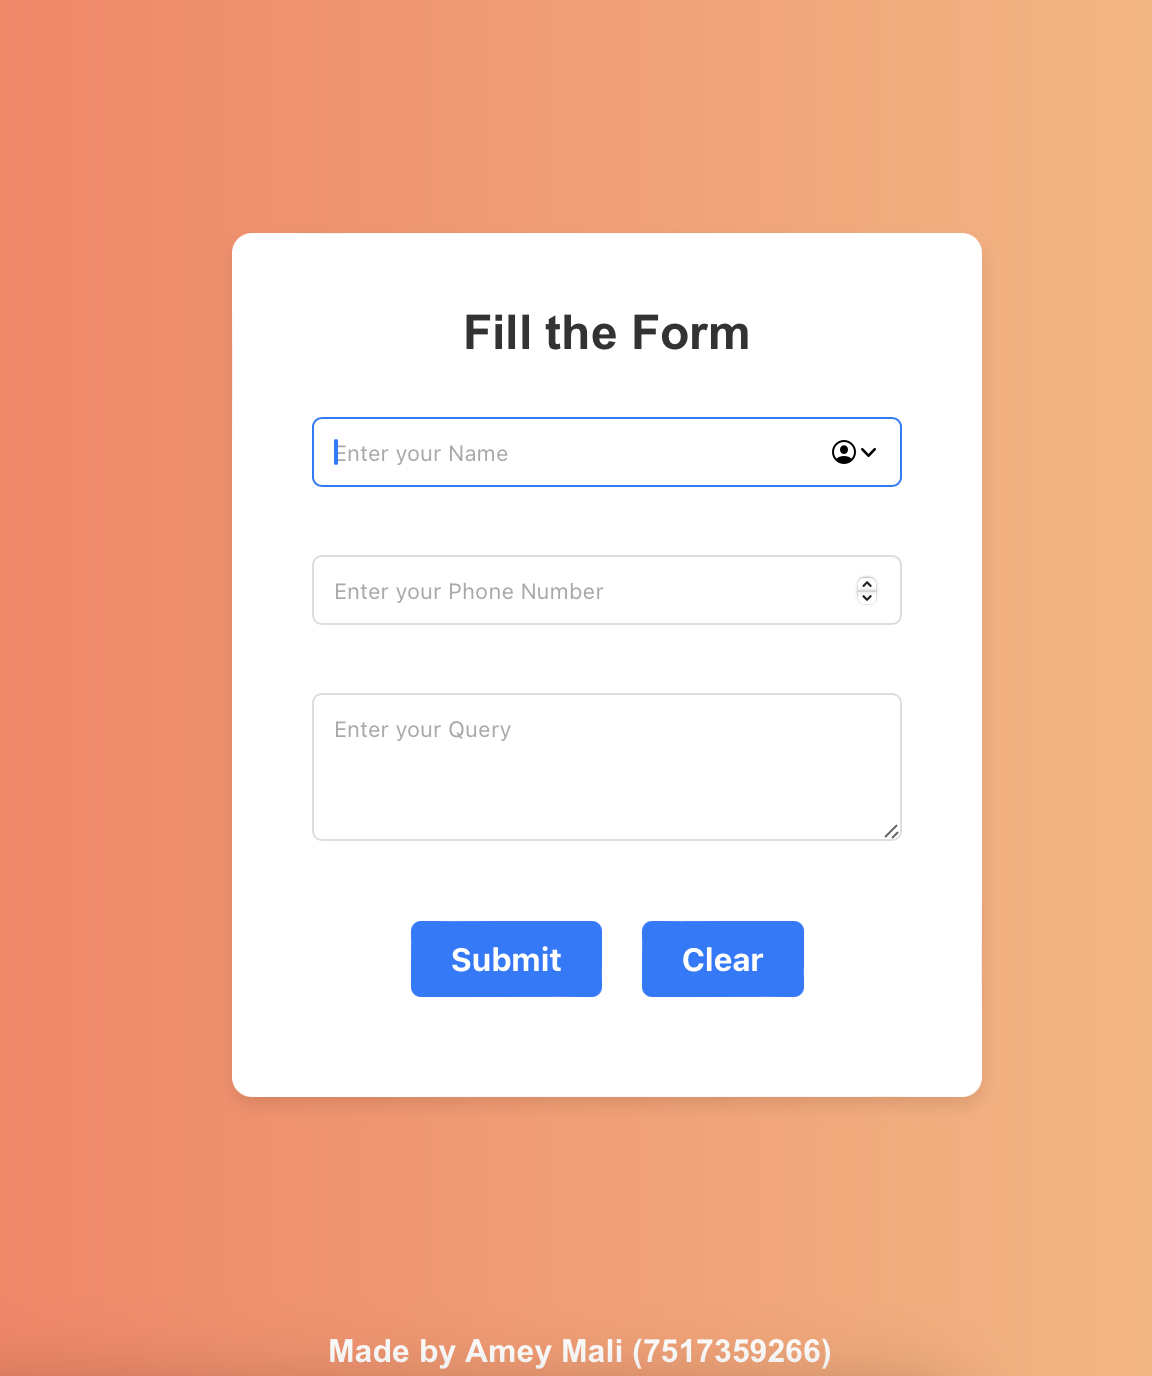 Fill the Form
Enter your Name
Enter your Phone Number
Enter your Query
Submit Clear
Made by Amey Mali (7517359266)